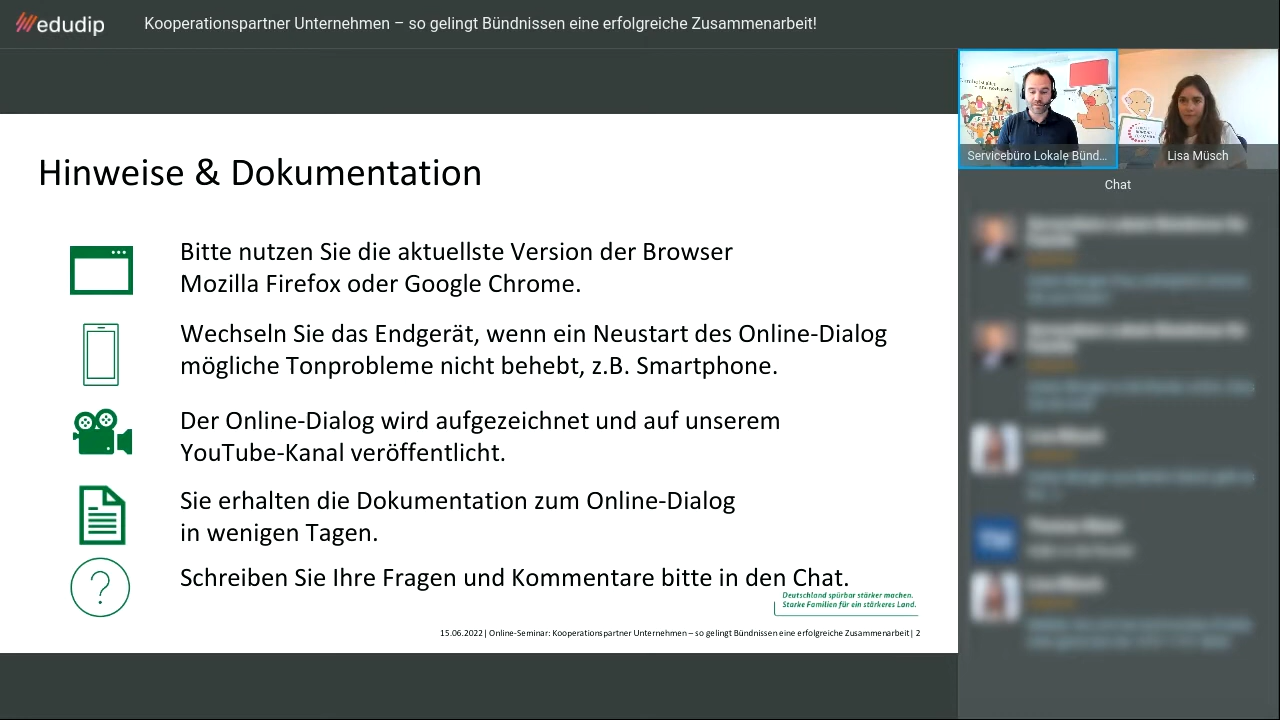 edudip
Kooperationspartner Unternehmen – so gelingt Bündnissen eine erfolgreiche Zusammenarbeit!
Servicebüro Lokale Bünd...
Lisa Müsch
Chat
Hinweise & Dokumentation
Bitte nutzen Sie die aktuellste Version der Browser
Mozilla Firefox oder Google Chrome.
Wechseln Sie das Endgerät, wenn ein Neustart des Online-Dialog
mögliche Tonprobleme nicht behebt, z.B. Smartphone.
Der Online-Dialog wird aufgezeichnet und auf unserem
YouTube-Kanal veröffentlicht.
Sie erhalten die Dokumentation zum Online-Dialog
in wenigen Tagen.
Schreiben Sie Ihre Fragen und Kommentare bitte in den Chat.
Deutschland spürbar stärker machen.
Starke Familien für ein stärkeres Land.
15.06.2022| Online-Seminar: Kooperationspartner Unternehmen – so gelingt Bündnissen eine erfolgreiche Zusammenarbeit| 2